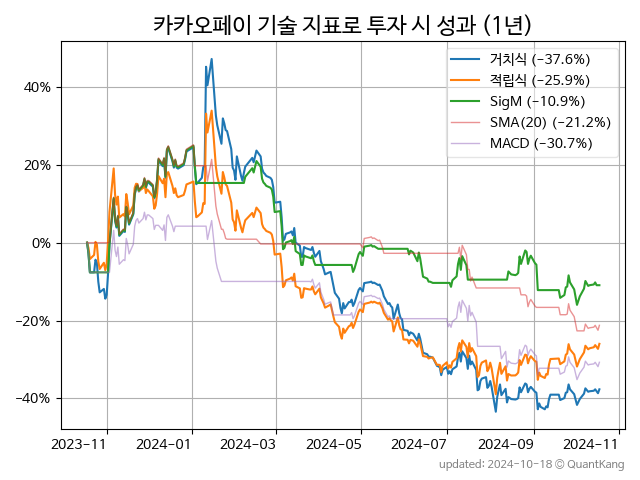 카카오페이 기술 지표로 투자 시 성과 (1년)
거치식 (−37.6%)
적립식 (−25.9%)
SigM (−10.9%)
SMA(20) (−21.2%)
MACD (−30.7%)
40%
20%
0%
−20%
−40%
2023-11 2024-01 2024-03 2024-05 2024-07 2024-09 2024-11
updated: 2024-10-18 © QuantKang